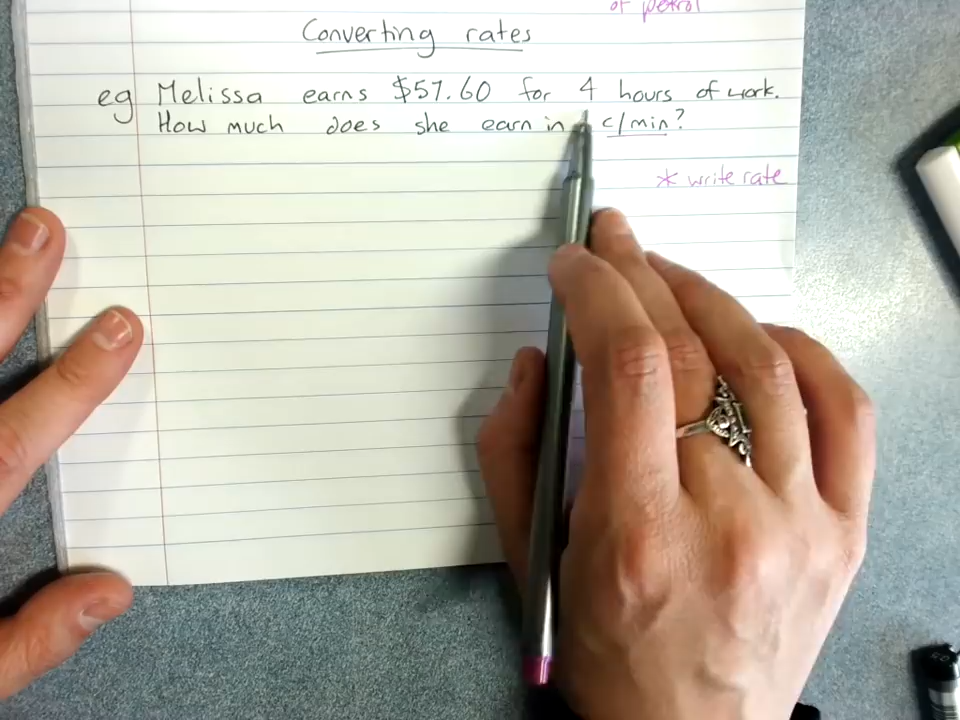 of petrol
Converting rates
eg Melissa earns $57.60 for 4 hours of work.
How much does she earn in c/min?
* write rate